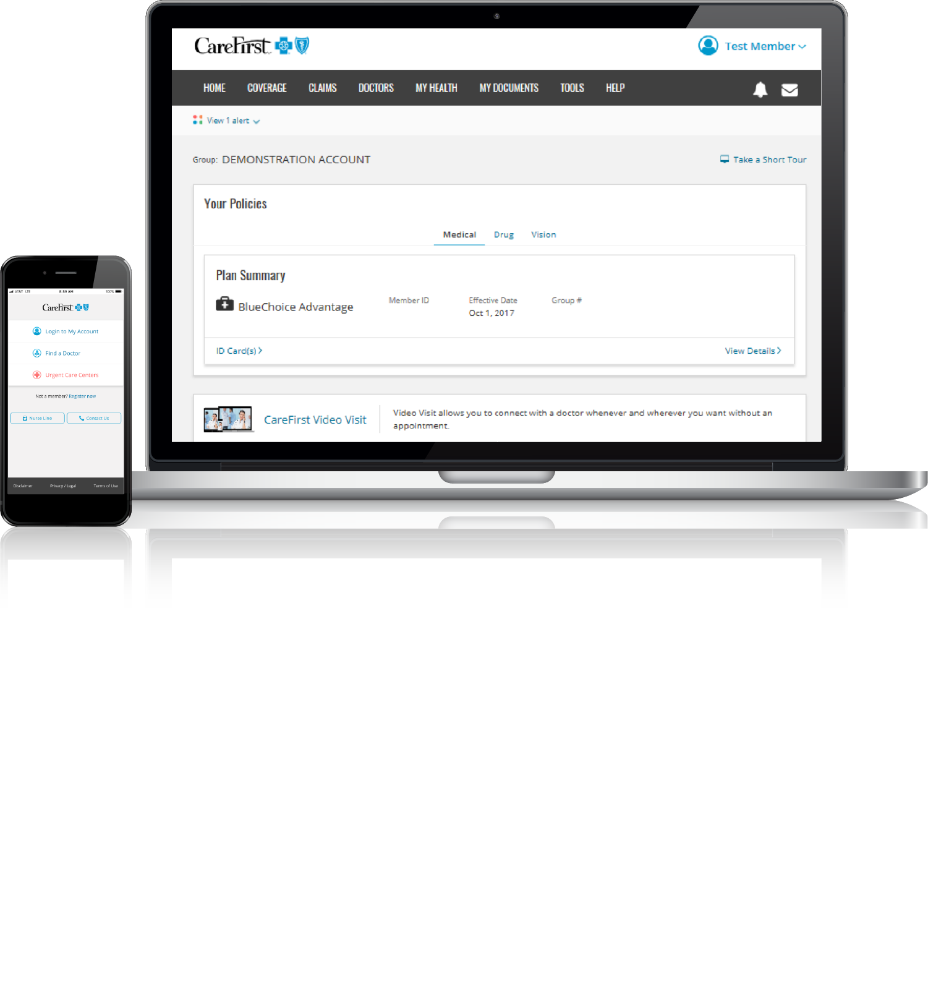 CareFirst
Test Member
HOME COVERAGE CLAIMS DOCTORS MY HEALTH MY DOCUMENTS TOOLS HELP
View 1 alert
Group: DEMONSTRATION ACCOUNT
Take a Short Tour
Your Policies
Medical Drug Vision
Plan Summary
BlueChoice Advantage
Member ID
Effective Date
Oct 1, 2017
Group #
ID Card(s)
View Details
CareFirst Video Visit
Video Visit allows you to connect with a doctor whenever and wherever you want without an
appointment.
AT&T LTE 8:59 AM 100%
CareFirst
Login to My Account
Find a Doctor
Urgent Care Centers
Not a member? Register now
Nurse Line Contact Us
Disclaimer Privacy / Legal Terms of Use